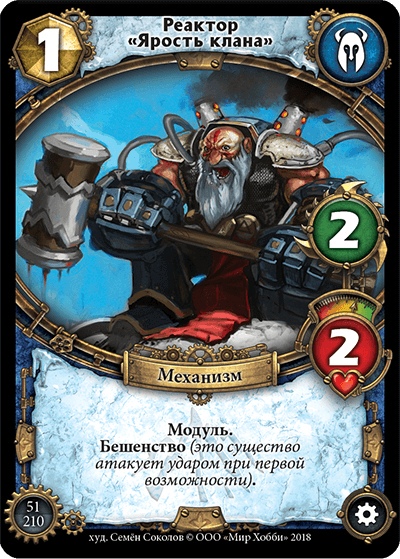 1
Реактор
«Ярость клана»
2
2
Механизм
Модуль.
Бешенство (это существо
атакует ударом при первой
возможности).
51
210
худ. Семён Соколов © ООО «Мир Хобби» 2018